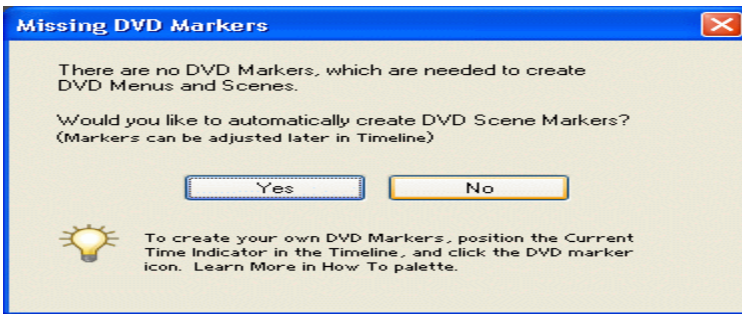 Missing DVD Markers
There are no DVD Markers, which are needed to create
DVD Menus and Scenes.
Would you like to automatically create DVD Scene Markers?
(Markers can be adjusted later in Timeline)
Yes No
To create your own DVD Markers, position the Current
Time Indicator in the Timeline, and click the DVD marker
icon. Learn More in How To palette.